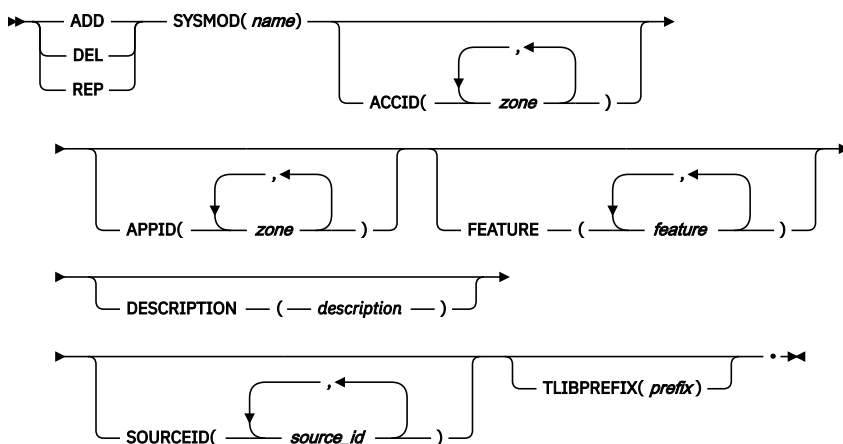 ADD SYSMOD( name)
DEL
REP
,
ACCID( zone )
, ,
APPID( zone ) FEATURE ( feature )
DESCRIPTION ( description )
.
, TLIBPREFIX( prefix)
SOURCEID( source_id )